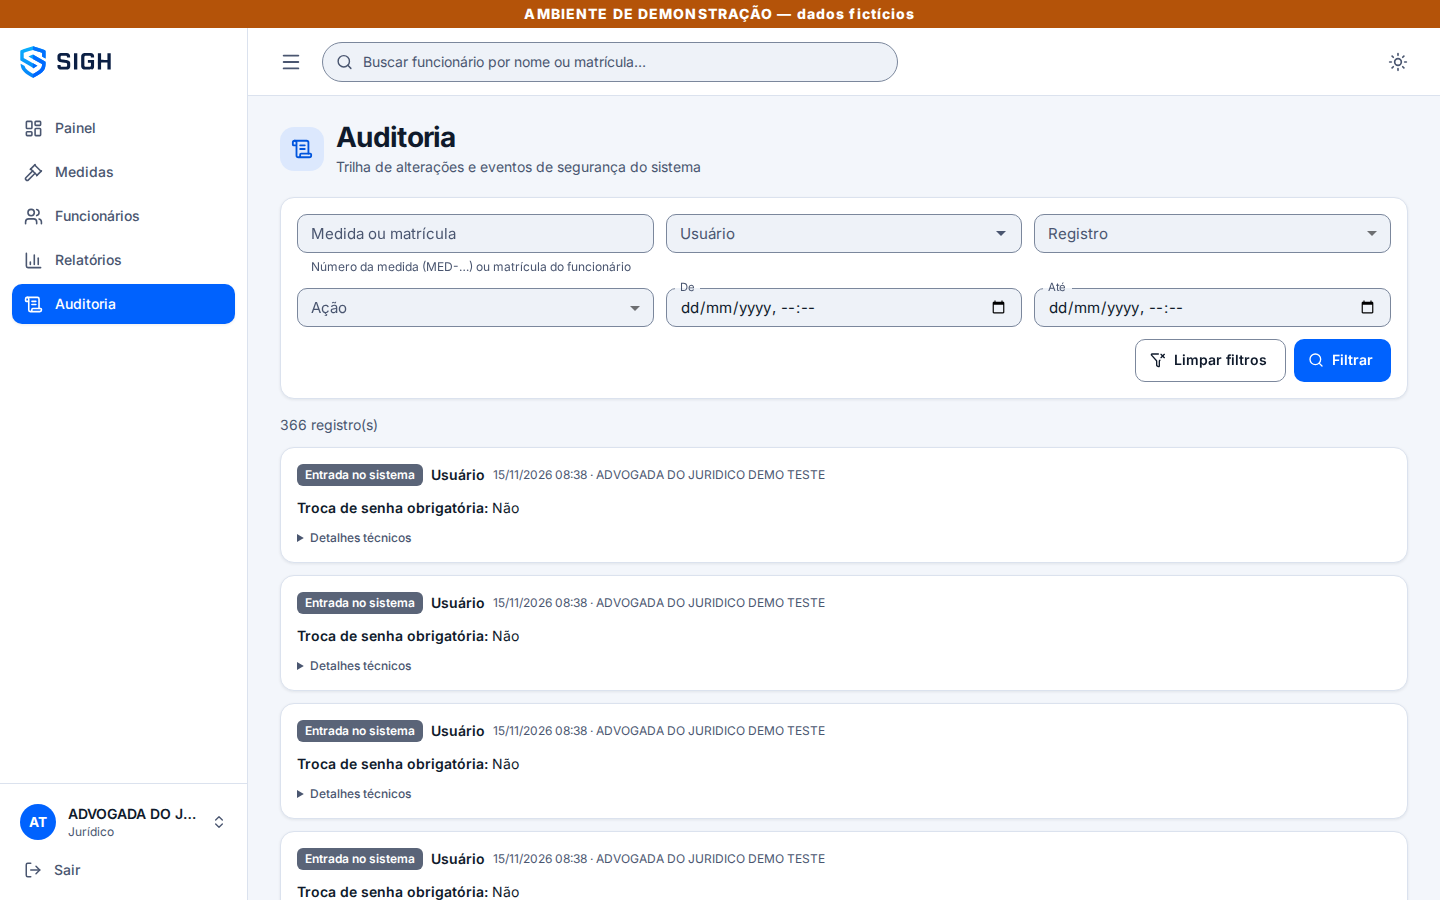 AMBIENTE DE DEMONSTRAÇÃO — dados fictícios
SIGH
Buscar funcionário por nome ou matrícula...
Painel
Medidas
Funcionários
Relatórios
Auditoria
Auditoria
Trilha de alterações e eventos de segurança do sistema
Medida ou matrícula
Usuário
Registro
Número da medida (MED-...) ou matrícula do funcionário
Ação
De
dd/mm/yyyy, --:--
Até
dd/mm/yyyy, --:--
Limpar filtros
Filtrar
366 registro(s)
Entrada no sistema Usuário 15/11/2026 08:38 · ADVOGADA DO JURIDICO DEMO TESTE
Troca de senha obrigatória: Não
Detalhes técnicos
Entrada no sistema Usuário 15/11/2026 08:38 · ADVOGADA DO JURIDICO DEMO TESTE
Troca de senha obrigatória: Não
Detalhes técnicos
Entrada no sistema Usuário 15/11/2026 08:38 · ADVOGADA DO JURIDICO DEMO TESTE
Troca de senha obrigatória: Não
Detalhes técnicos
Entrada no sistema Usuário 15/11/2026 08:38 · ADVOGADA DO JURIDICO DEMO TESTE
Troca de senha obrigatória: Não
AT
ADVOGADA DO J...
Jurídico
Sair